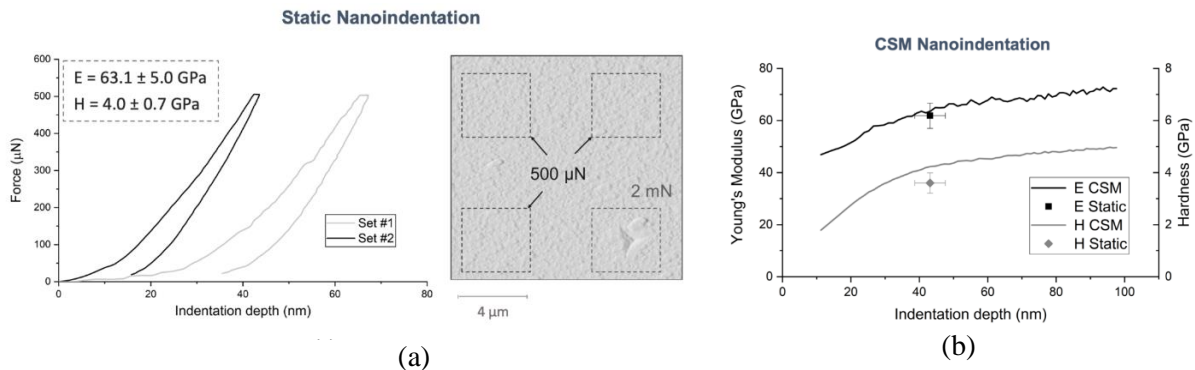 Static Nanoindentation
600
500
400
300
200
100
0
Force (μN)
E = 63.1 ± 5.0 GPa
H = 4.0 ± 0.7 GPa
Set #1
Set #2
0 20 40 60 80
Indentation depth (nm)
500 μN
2 mN
4 μm
(a)
CSM Nanoindentation
80
60
40
20
0
Young's Modulus (GPa)
E CSM
E Static
H CSM
H Static
8
6
4
2
0
Hardness (GPa)
0 20 40 60 80 100
Indentation depth (nm)
(b)